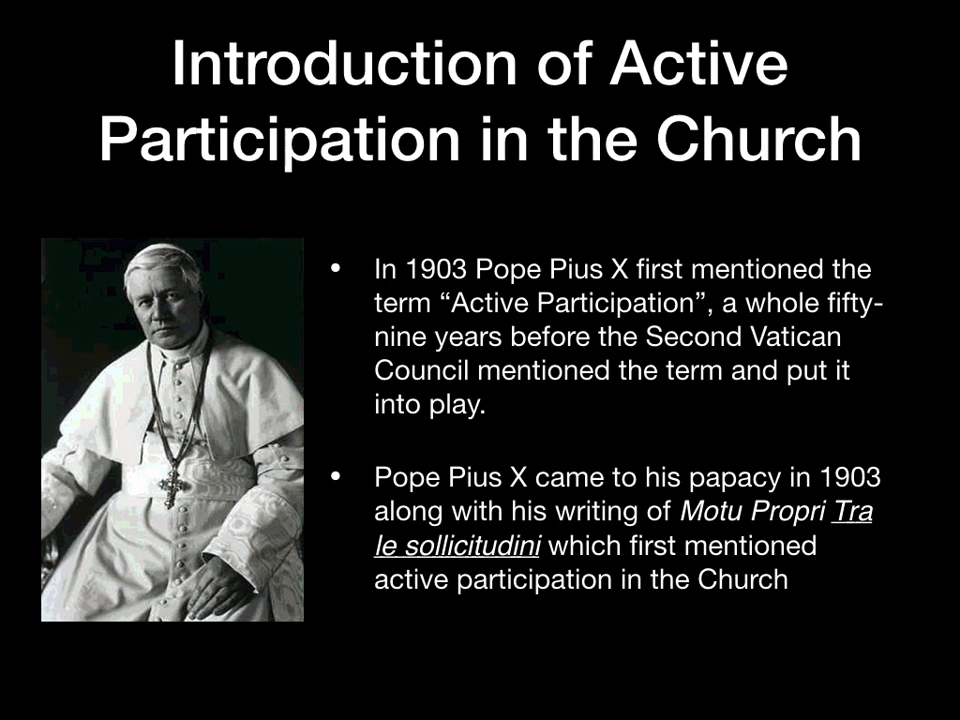 Introduction of Active
Participation in the Church
• In 1903 Pope Pius X first mentioned the
term “Active Participation”, a whole fifty-
nine years before the Second Vatican
Council mentioned the term and put it
into play.
• Pope Pius X came to his papacy in 1903
along with his writing of Motu Propri Tra
le sollicitudini which first mentioned
active participation in the Church